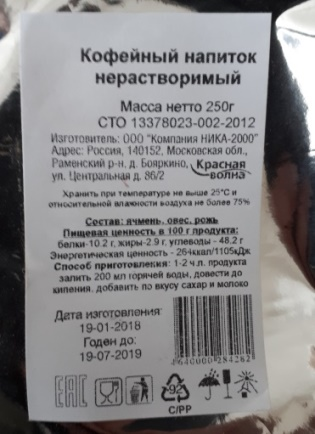 Кофейный напиток
нерастворимый
Масса нетто 250г
СТО 13378023-002-2012
Изготовитель: ООО "Компания НИКА-2000"
Адрес: Россия, 140152, Московская обл.,
Раменский р-н, д. Бояркино,
ул. Центральная д. 86/2
Красная
волна
Хранить при температуре не выше 25°С и
относительной влажности воздуха не более 75%
Состав: ячмень, овес, рожь
Пищевая ценность в 100 г продукта:
белки-10.2 г, жиры-2.9 г, углеводы - 48,2 г
Энергетическая ценность - 264ккал/1105кДж
Способ приготовления: 1-2 ч.л. продукта
залить 200 мл горячей воды, довести до
кипения, добавить по вкусу сахар и молоко
Дата изготовления:
19-01-2018
Годен до:
19-07-2019
4640000284282
EAC
92
C/PP